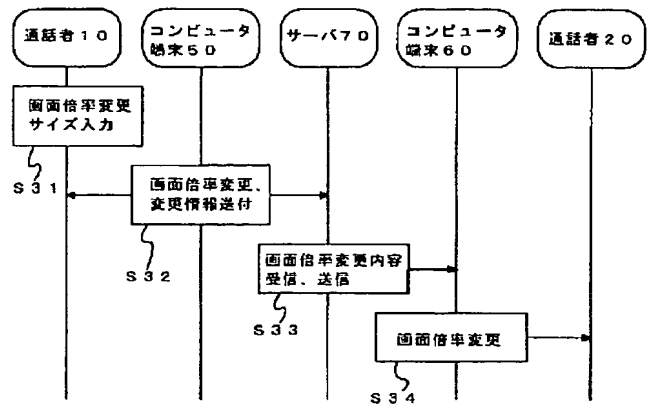 通話者10
コンピュータ
端末50
サーバ70
コンピュータ
端末60
通話者20
画面倍率変更
サイズ入力
S31
画面倍率変更、
変更情報送付
S32
画面倍率変更内容
受信、送信
S33
画面倍率変更
S34